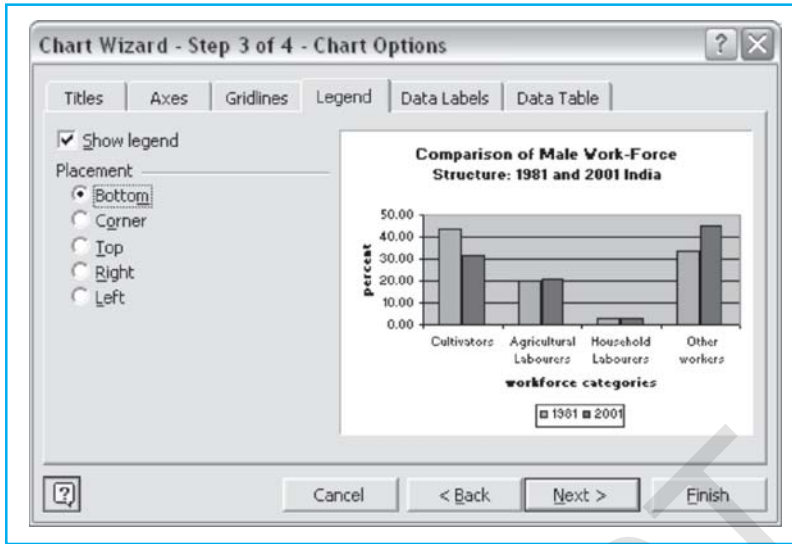 Chart Wizard - Step 3 of 4 - Chart Options
Titles Axes Gridlines Legend Data Labels Data Table
Show legend
Placement
Bottom
Corner
Top
Right
Left
Comparison of Male Work-Force
Structure: 1981 and 2001 India
percent
50.00
40.00
30.00
20.00
10.00
0.00
Cultivators Agricultural Labourers Household Labourers Other workers
workforce categories
1981 2001
Cancel < Back Next > Finish